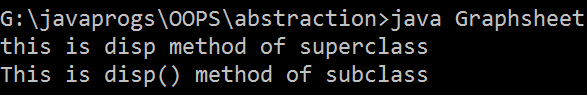 G:\javaprogs\OOPS\abstraction>java Graphsheet
this is disp method of superclass
This is disp() method of subclass